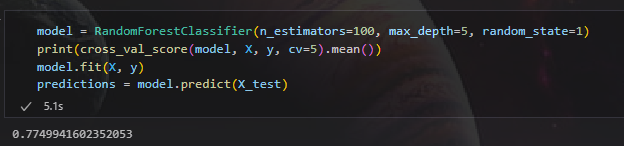 model = RandomForestClassifier(n_estimators=100, max_depth=5, random_state=1)
print(cross_val_score(model, X, y, cv=5).mean())
model.fit(X, y)
predictions = model.predict(X_test)
✓ 5.1s
0.7749941602352053